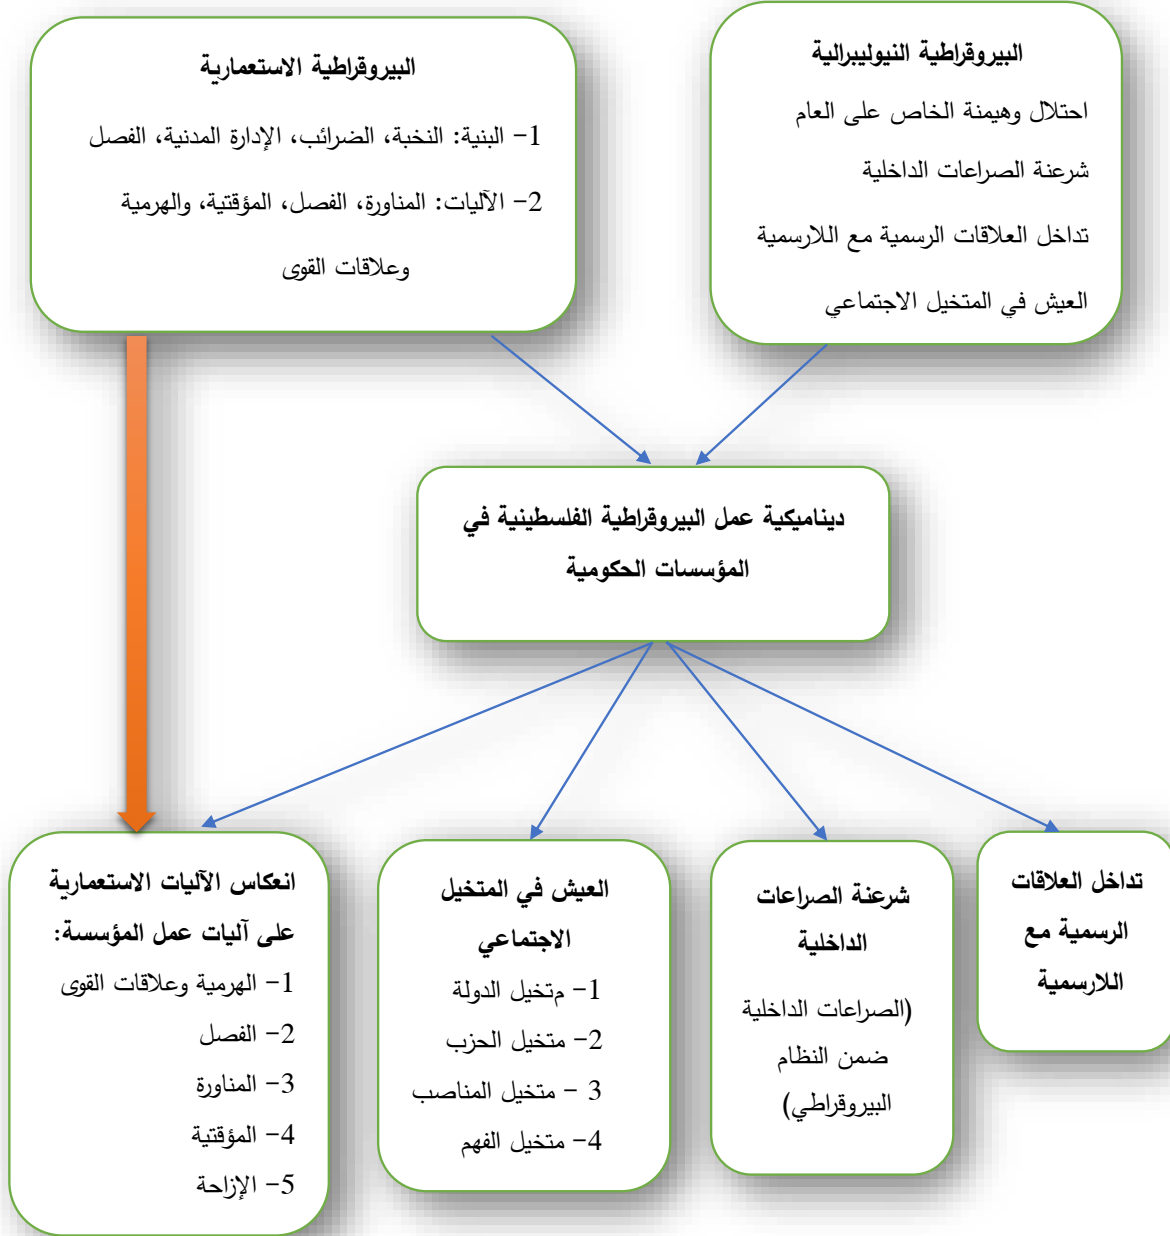 البيروقراطية الاستعمارية
1- البنية: النخبة، الضرائب، الإدارة المدنية، الفصل
2- الآليات: المناورة، الفصل، المؤقتية، والهرمية
وعلاقات القوى
البيروقراطية النيوليبرالية
احتلال وهيمنة الخاص على العام
شرعنة الصراعات الداخلية
تداخل العلاقات الرسمية مع اللارسمية
العيش في المتخيل الاجتماعي
ديناميكية عمل البيروقراطية الفلسطينية في
المؤسسات الحكومية
تداخل العلاقات
الرسمية مع
اللارسمية
شرعنة الصراعات
الداخلية
(الصراعات الداخلية
ضمن النظام
البيروقراطي)
العيش في المتخيل
الاجتماعي
1- متخيل الدولة
2- متخيل الحزب
3 - متخيل المناصب
4- متخيل الفهم
انعكاس الآليات الاستعمارية
على آليات عمل المؤسسة:
1- الهرمية وعلاقات القوى
2- الفصل
3- المناورة
4- المؤقتية
5- الإزاحة